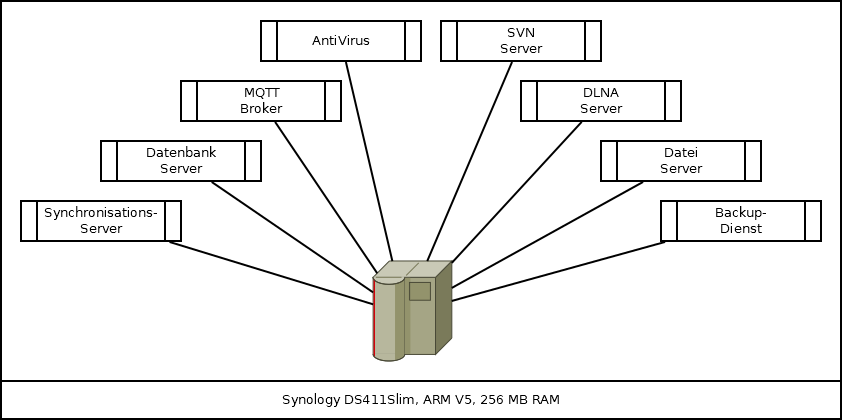 AntiVirus
SVN
Server
MQTT
Broker
DLNA
Server
Datenbank
Server
Datei
Server
Synchronisations-
Server
Backup-
Dienst
Synology DS411Slim, ARM V5, 256 MB RAM